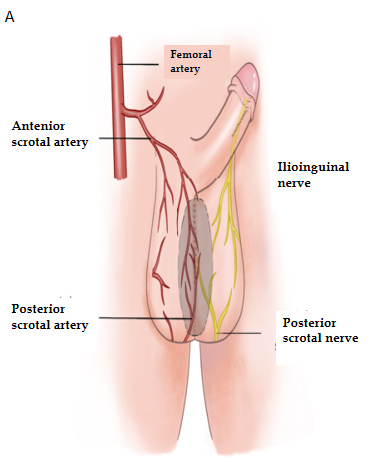 A
Femoral
artery
Antenior
scrotal artery
Ilioinguinal
nerve
Posterior
scrotal artery
Posterior
scrotal nerve